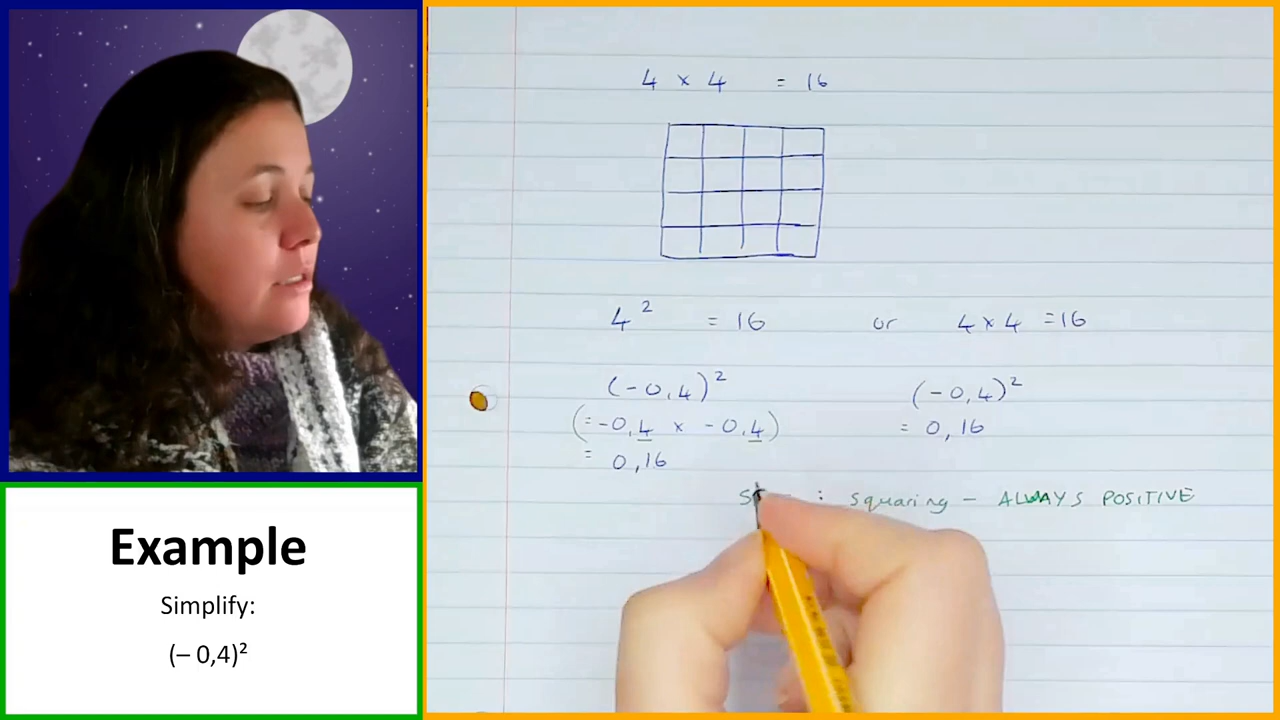 4 × 4 = 16
4² = 16 or 4×4 =16
(-0,4)² (-0,4)²
(= -0,4 × -0,4) = 0,16
= 0,16
: squaring – ALWAYS POSITIVE
Example
Simplify:
(– 0,4)²